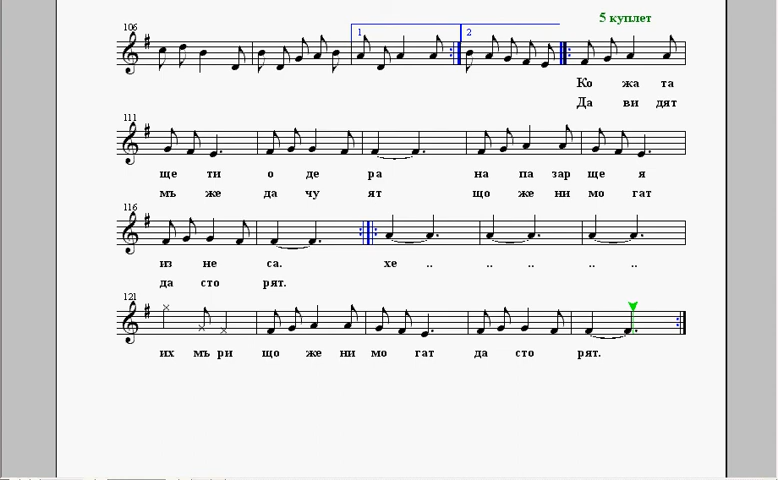 5 куплет
106
1
2
Ко жа та
Да ви дят
111
ще ти о де ра на па зар ще я
мъ же да чу ят що же ни мо гат
116
из не са. хе .. .. .. .. ..
да сто рят.
121
их мъ ри що же ни мо гат да сто рят.